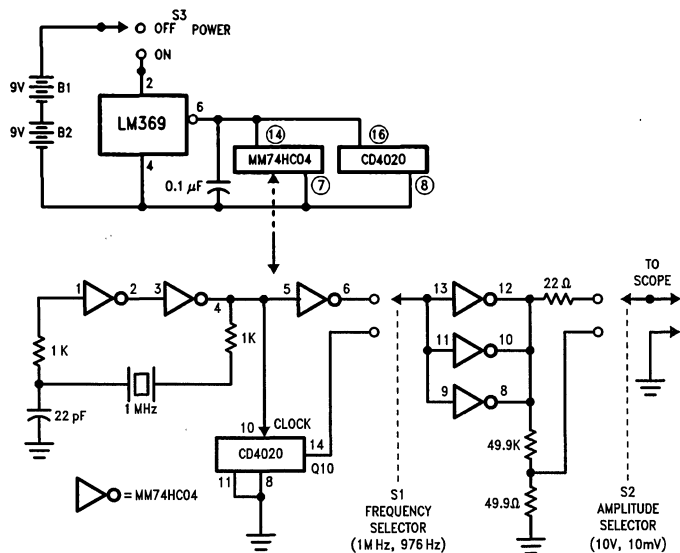 S3
OFF POWER
ON
9V B1
9V B2
2
LM369
6
4
0.1 µF
14
MM74HC04
7
16
CD4020
8
1
2
3
4
5
6
1K
1K
1 MHz
22 pF
10 CLOCK
CD4020
14
Q10
11
8
= MM74HC04
13
12
11
10
9
8
22 Ω
49.9K
49.9Ω
TO
SCOPE
S1
FREQUENCY
SELECTOR
(1MHz, 976Hz)
S2
AMPLITUDE
SELECTOR
(10V, 10mV)